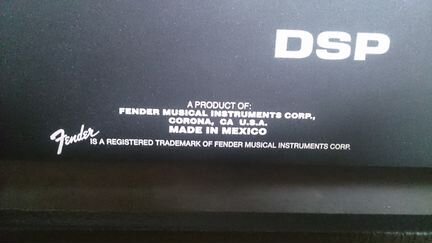 DSP
A PRODUCT OF:
FENDER MUSICAL INSTRUMENTS CORP.,
CORONA, CA U.S.A.
MADE IN MEXICO
Fender IS A REGISTERED TRADEMARK OF FENDER MUSICAL INSTRUMENTS CORP.